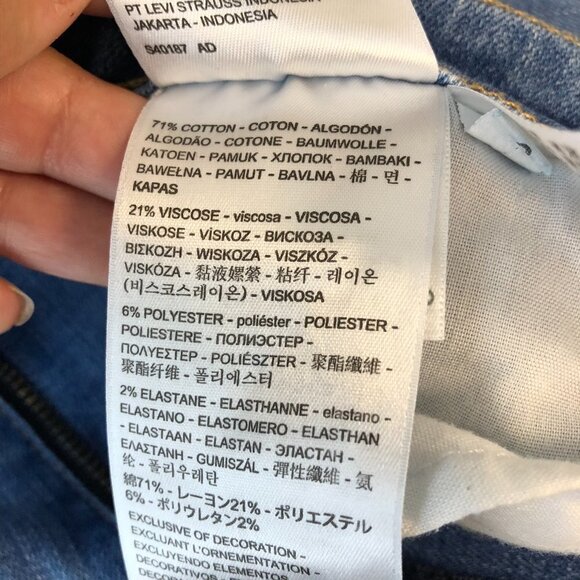 PT LEVI STRAUSS INDONESIA
JAKARTA - INDONESIA
S40187 AD
71% COTTON - COTON - ALGODÓN -
ALGODÃO - COTONE - BAUMWOLLE -
KATOEN - PAMUK - ХЛОПОК - BAMBAKI -
BAWEŁNA - PAMUT - BAVLNA - 棉 - 면 -
KAPAS
21% VISCOSE - viscosa - VISCOSA -
VISKOSE - VİSKOZ - ВИСКОЗА -
ΒΙΣΚΟΖΗ - WISKOZA - VISZKÓZ -
VISKÓZA - 黏液嫘縈 - 粘纤 - 레이온
(비스코스레이온) - VISKOSA
6% POLYESTER - poliéster - POLIESTER -
POLIESTERE - ПОЛИЭСТЕР -
ΠΟΛΥΕΣΤΕΡ - POLIÉSZTER - 聚酯纖維 -
聚酯纤维 - 폴리에스터
2% ELASTANE - ELASTHANNE - elastano -
ELASTANO - ELASTOMERO - ELASTHAN -
ELASTAAN - ELASTAN - ЭЛАСТАН -
ΕΛΑΣΤΑΝΗ - GUMISZÁL - 彈性纖維 - 氨
纶 - 폴리우레탄
綿71% - レーヨン21% - ポリエステル
6% - ポリウレタン2%
EXCLUSIVE OF DECORATION -
EXCLUANT L'ORNEMENTATION -
EXCLUYENDO ELEMENTOS
DECORATIVOS -